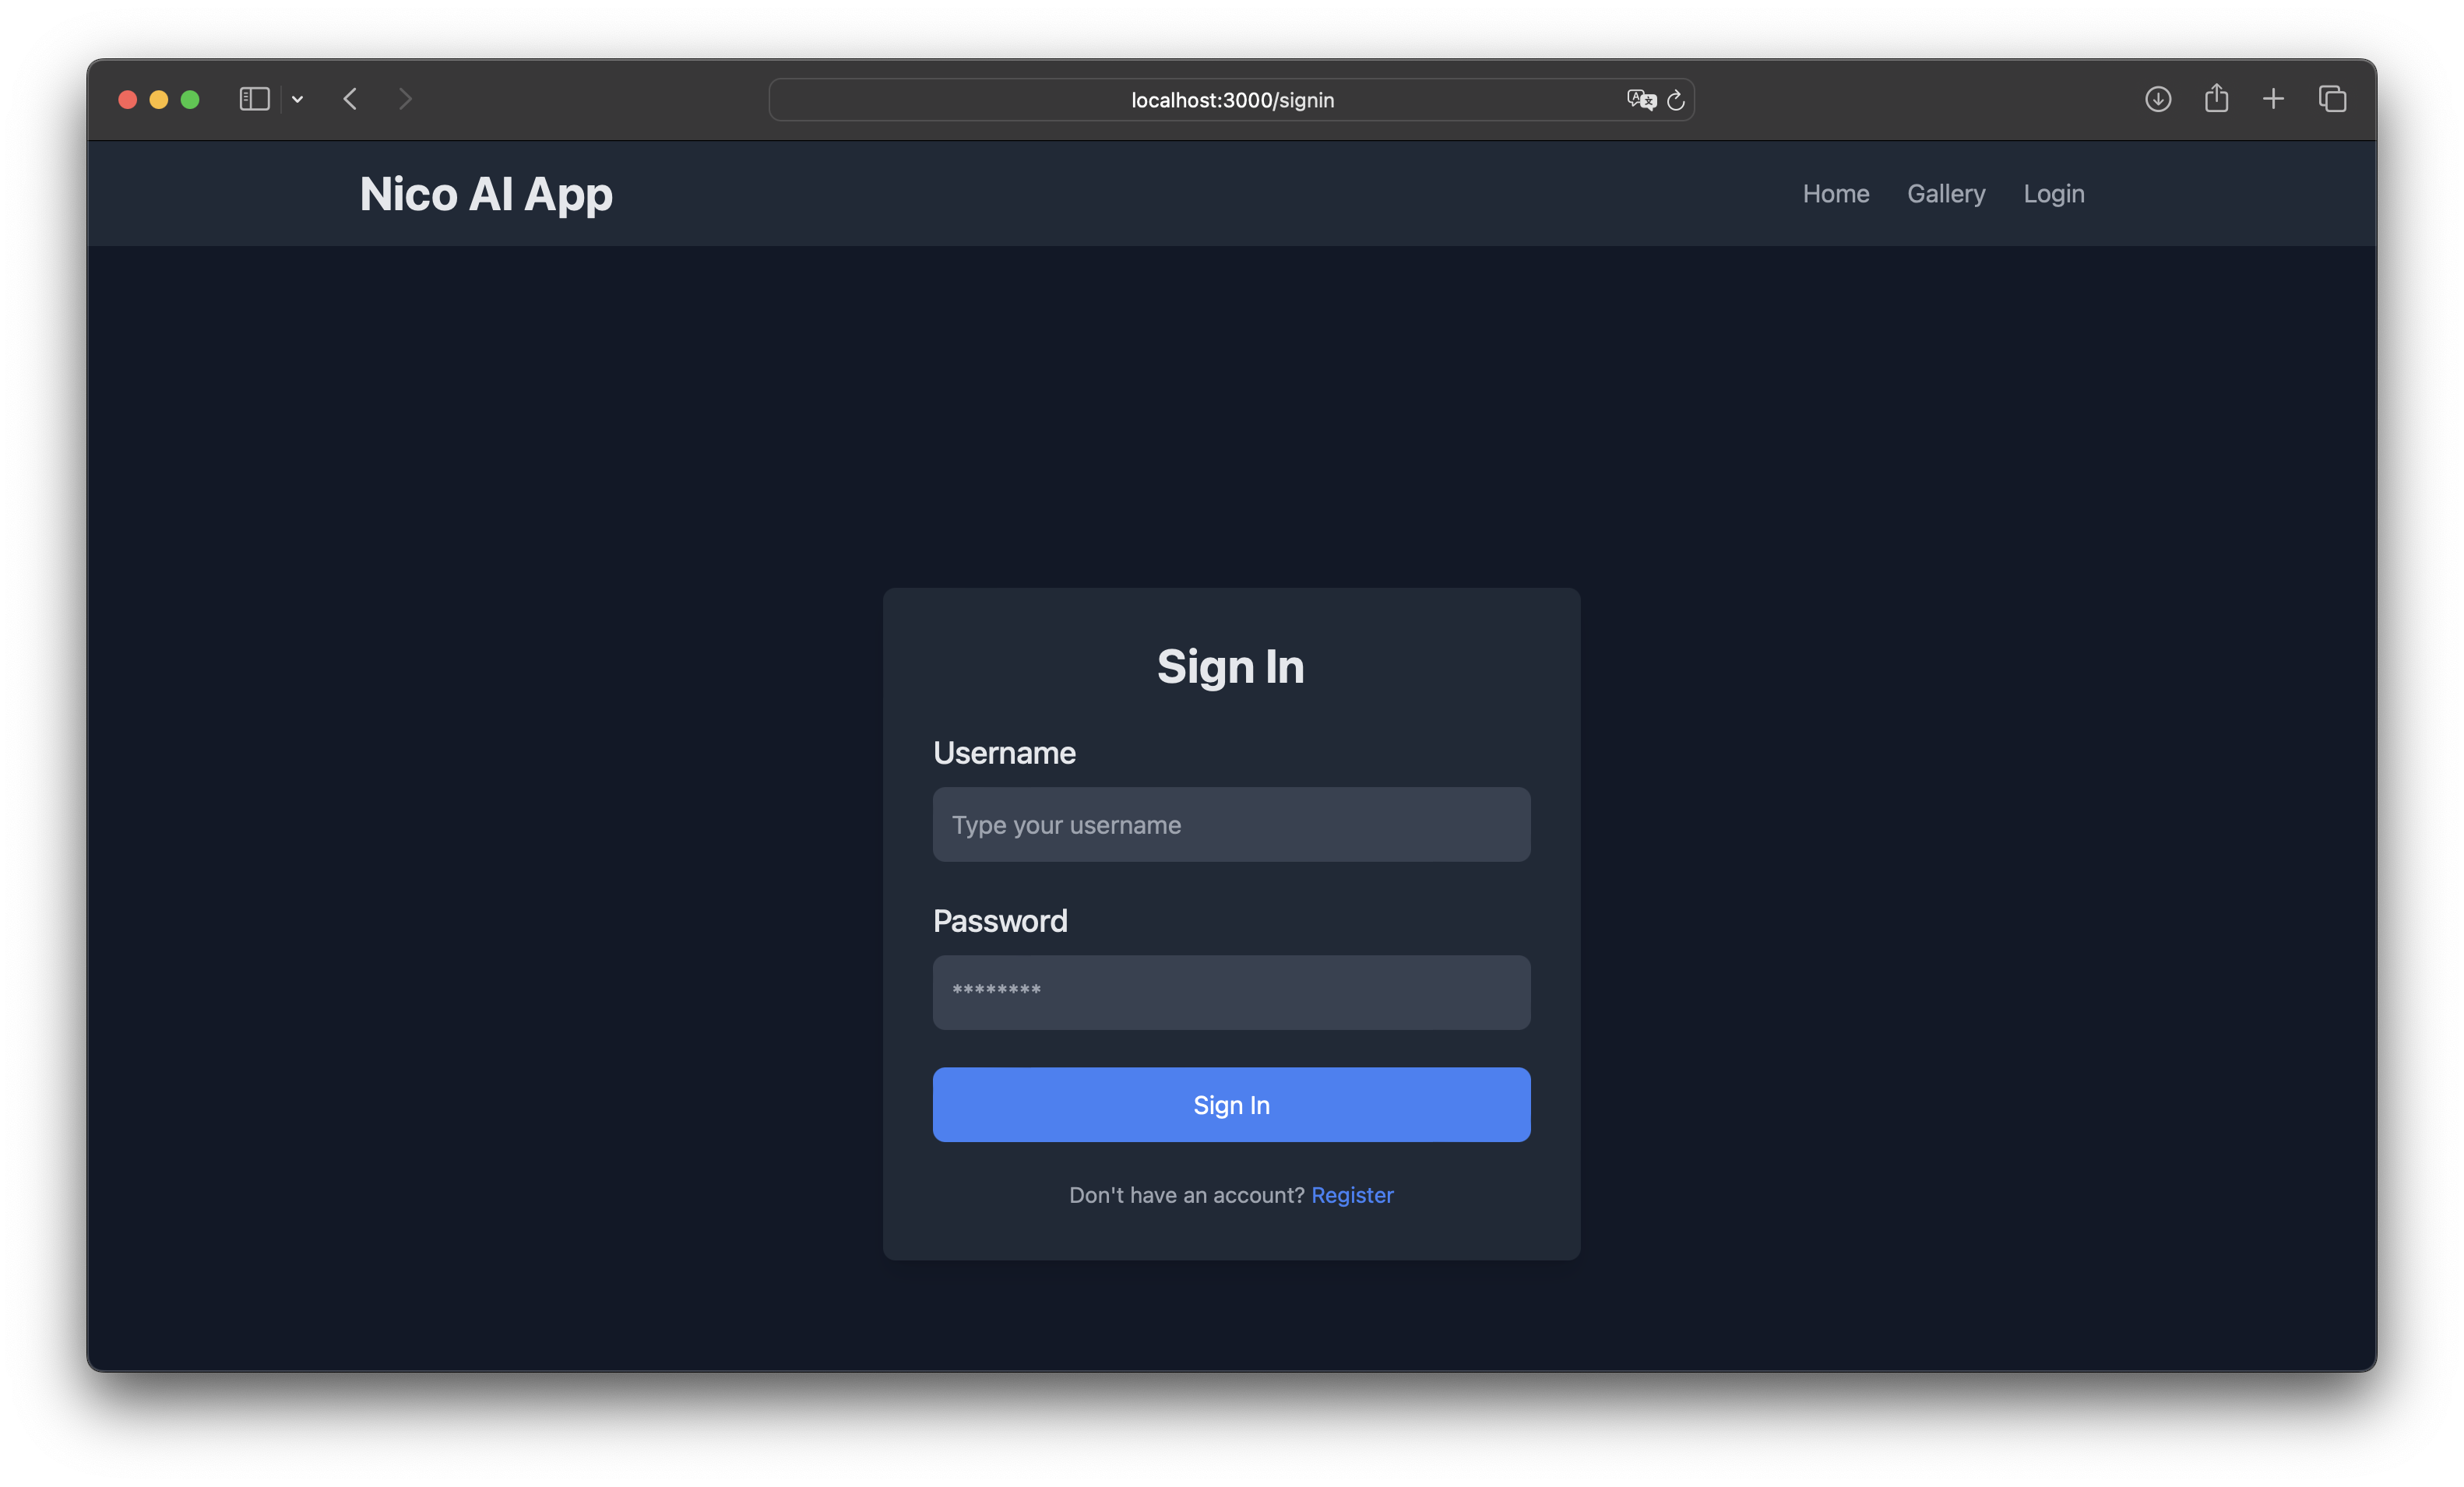 localhost:3000/signin
Nico AI App
Home Gallery Login
Sign In
Username
Type your username
Password
********
Sign In
Don't have an account? Register